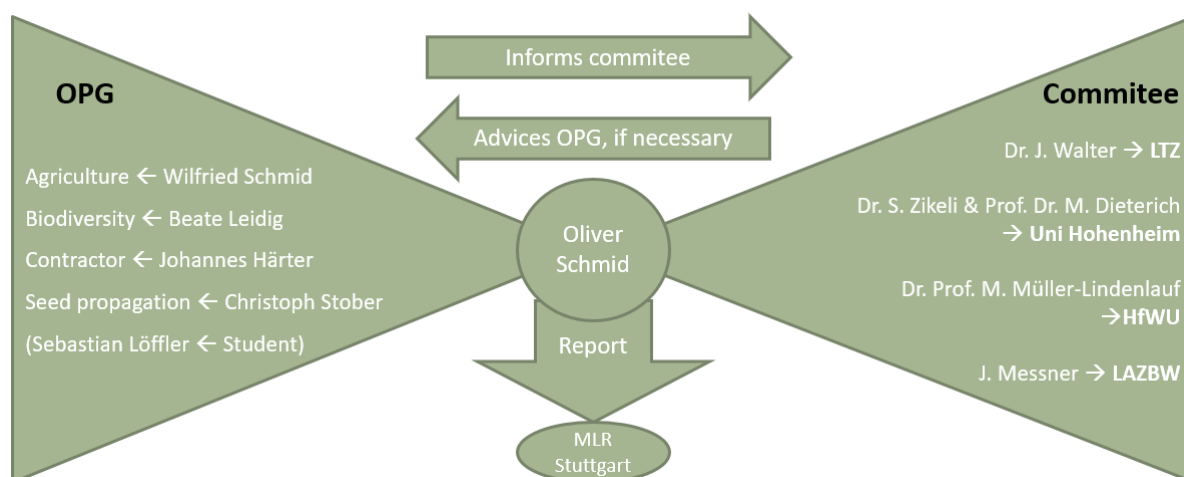 OPG
Agriculture ← Wilfried Schmid
Biodiversity ← Beate Leidig
Contractor ← Johannes Härter
Seed propagation ← Christoph Stober
(Sebastian Löffler ← Student)
Informs commitee
Advices OPG, if necessary
Oliver
Schmid
Report
MLR
Stuttgart
Commitee
Dr. J. Walter → LTZ
Dr. S. Zikeli & Prof. Dr. M. Dieterich
→ Uni Hohenheim
Dr. Prof. M. Müller-Lindenlauf
→HfWU
J. Messner → LAZBW